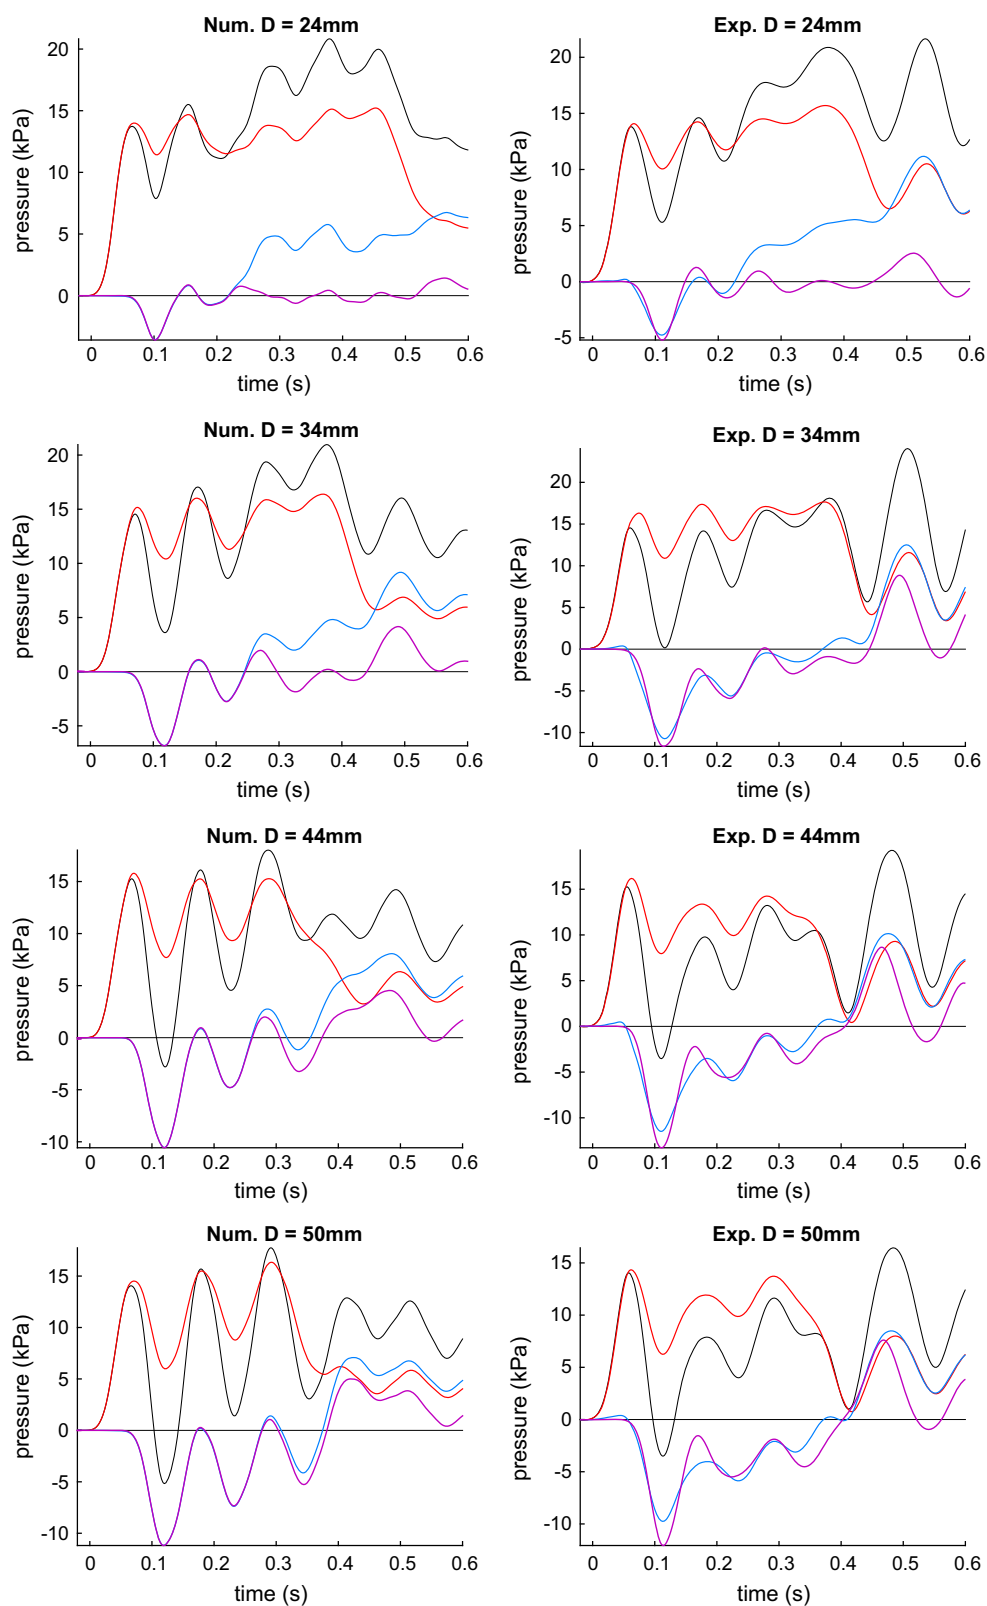 Num. D = 24mm
pressure (kPa)
20
15
10
5
0
0 0.1 0.2 0.3 0.4 0.5 0.6
time (s)
Exp. D = 24mm
pressure (kPa)
20
15
10
5
0
-5
0 0.1 0.2 0.3 0.4 0.5 0.6
time (s)
Num. D = 34mm
pressure (kPa)
20
15
10
5
0
-5
0 0.1 0.2 0.3 0.4 0.5 0.6
time (s)
Exp. D = 34mm
pressure (kPa)
20
15
10
5
0
-5
-10
0 0.1 0.2 0.3 0.4 0.5 0.6
time (s)
Num. D = 44mm
pressure (kPa)
15
10
5
0
-5
-10
0 0.1 0.2 0.3 0.4 0.5 0.6
time (s)
Exp. D = 44mm
pressure (kPa)
15
10
5
0
-5
-10
0 0.1 0.2 0.3 0.4 0.5 0.6
time (s)
Num. D = 50mm
pressure (kPa)
15
10
5
0
-5
-10
0 0.1 0.2 0.3 0.4 0.5 0.6
time (s)
Exp. D = 50mm
pressure (kPa)
15
10
5
0
-5
-10
0 0.1 0.2 0.3 0.4 0.5 0.6
time (s)